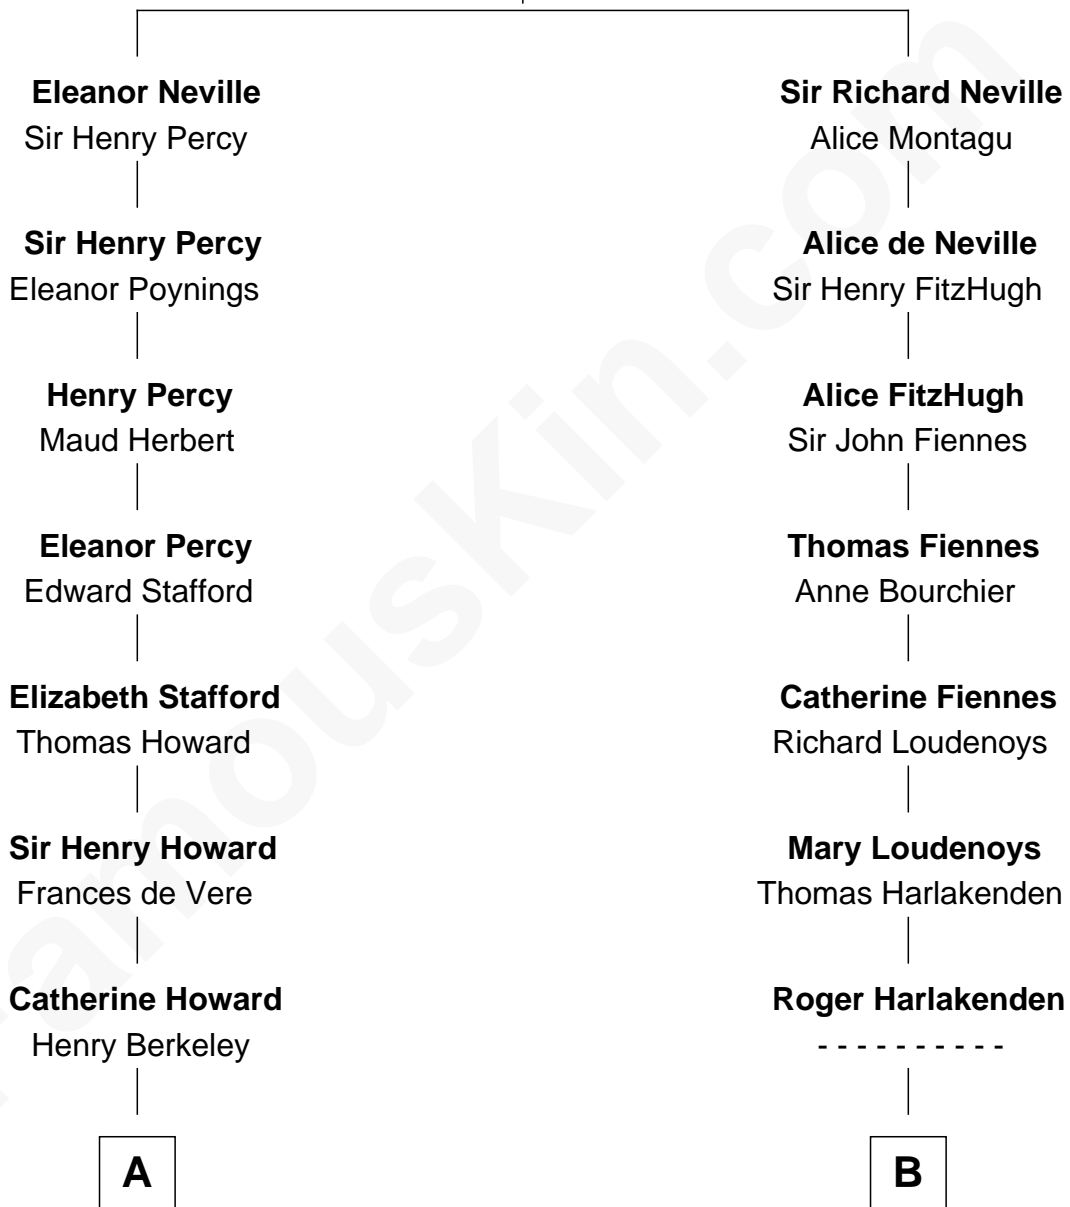 Eleanor Neville
Sir Henry Percy
Sir Henry Percy
Eleanor Poynings
Henry Percy
Maud Herbert
Eleanor Percy
Edward Stafford
Elizabeth Stafford
Thomas Howard
Sir Henry Howard
Frances de Vere
Catherine Howard
Henry Berkeley
A
Sir Richard Neville
Alice Montagu
Alice de Neville
Sir Henry FitzHugh
Alice FitzHugh
Sir John Fiennes
Thomas Fiennes
Anne Bourchier
Catherine Fiennes
Richard Loudenoys
Mary Loudenoys
Thomas Harlakenden
Roger Harlakenden
- - - - - - - - - -
B
FamousKin.com